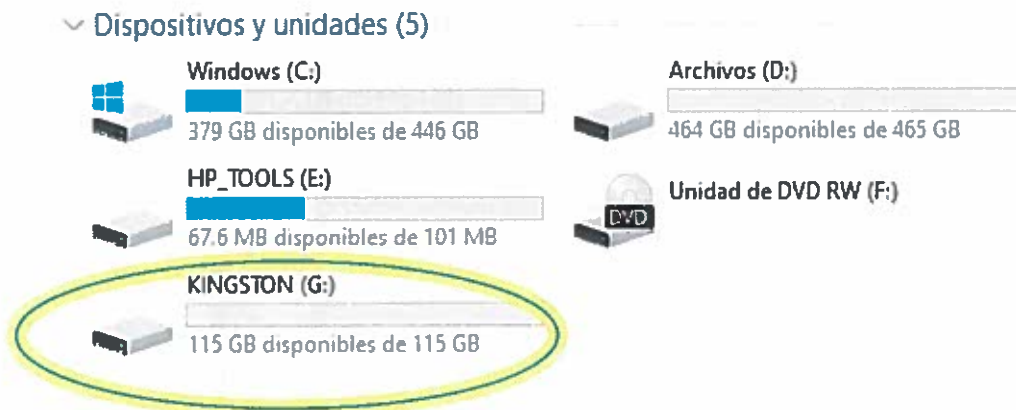 Dispositivos y unidades (5)
Windows (C:)
379 GB disponibles de 446 GB
Archivos (D:)
464 GB disponibles de 465 GB
HP_TOOLS (E:)
67.6 MB disponibles de 101 MB
Unidad de DVD RW (F:)
DVD
KINGSTON (G:)
115 GB disponibles de 115 GB